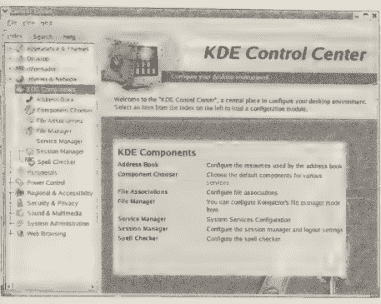 File View Help
Index Search Help
Appearance & Themes
Desktop
Information
Internet & Network
KDE Components
Address Book
Component Chooser
File Associations
File Manager
Service Manager
Session Manager
Spell Checker
Peripherals
Power Control
Regional & Accessibility
Security & Privacy
Sound & Multimedia
System Administration
Web Browsing
KDE Control Center
Configure your desktop environment.
Welcome to the "KDE Control Center", a central place to configure your desktop environment.
Select an item from the index on the left to load a configuration module.
KDE Components
Address Book Configure the resources used by the address book
Component Chooser Choose the default components for various
services
File Associations Configure file associations
File Manager You can configure Konqueror's file manager mode
here
Service Manager System Services Configuration
Session Manager Configure the session manager and logout settings
Spell Checker Configure the spell checker